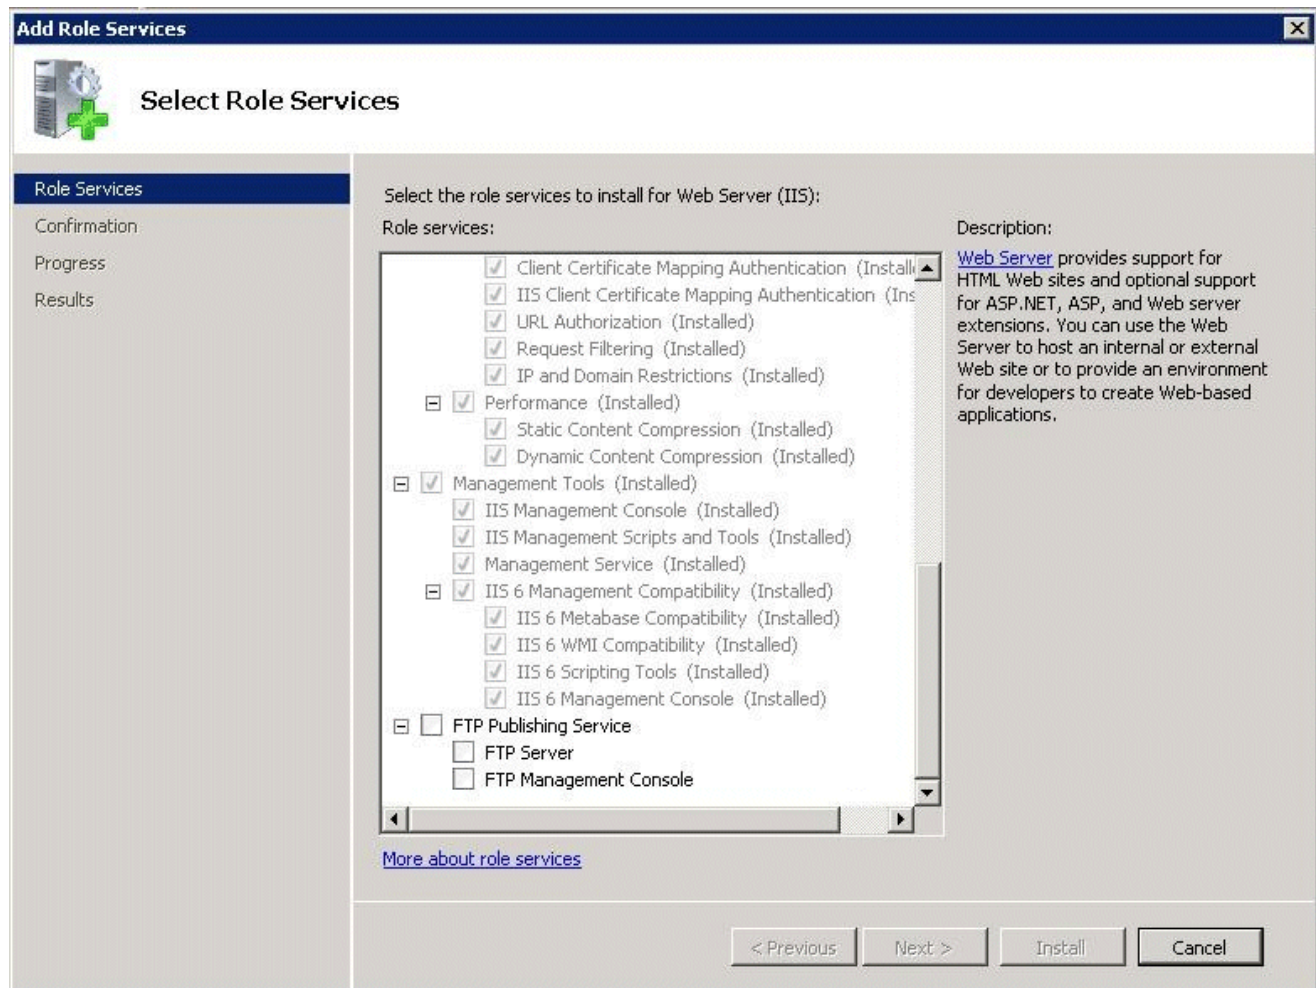 Add Role Services
Select Role Services
Role Services
Confirmation
Progress
Results
Select the role services to install for Web Server (IIS):
Role services:
Client Certificate Mapping Authentication (Install
IIS Client Certificate Mapping Authentication (Ins
URL Authorization (Installed)
Request Filtering (Installed)
IP and Domain Restrictions (Installed)
Performance (Installed)
Static Content Compression (Installed)
Dynamic Content Compression (Installed)
Management Tools (Installed)
IIS Management Console (Installed)
IIS Management Scripts and Tools (Installed)
Management Service (Installed)
IIS 6 Management Compatibility (Installed)
IIS 6 Metabase Compatibility (Installed)
IIS 6 WMI Compatibility (Installed)
IIS 6 Scripting Tools (Installed)
IIS 6 Management Console (Installed)
FTP Publishing Service
FTP Server
FTP Management Console
More about role services
Description:
Web Server provides support for
HTML Web sites and optional support
for ASP.NET, ASP, and Web server
extensions. You can use the Web
Server to host an internal or external
Web site or to provide an environment
for developers to create Web-based
applications.
< Previous
Next >
Install
Cancel